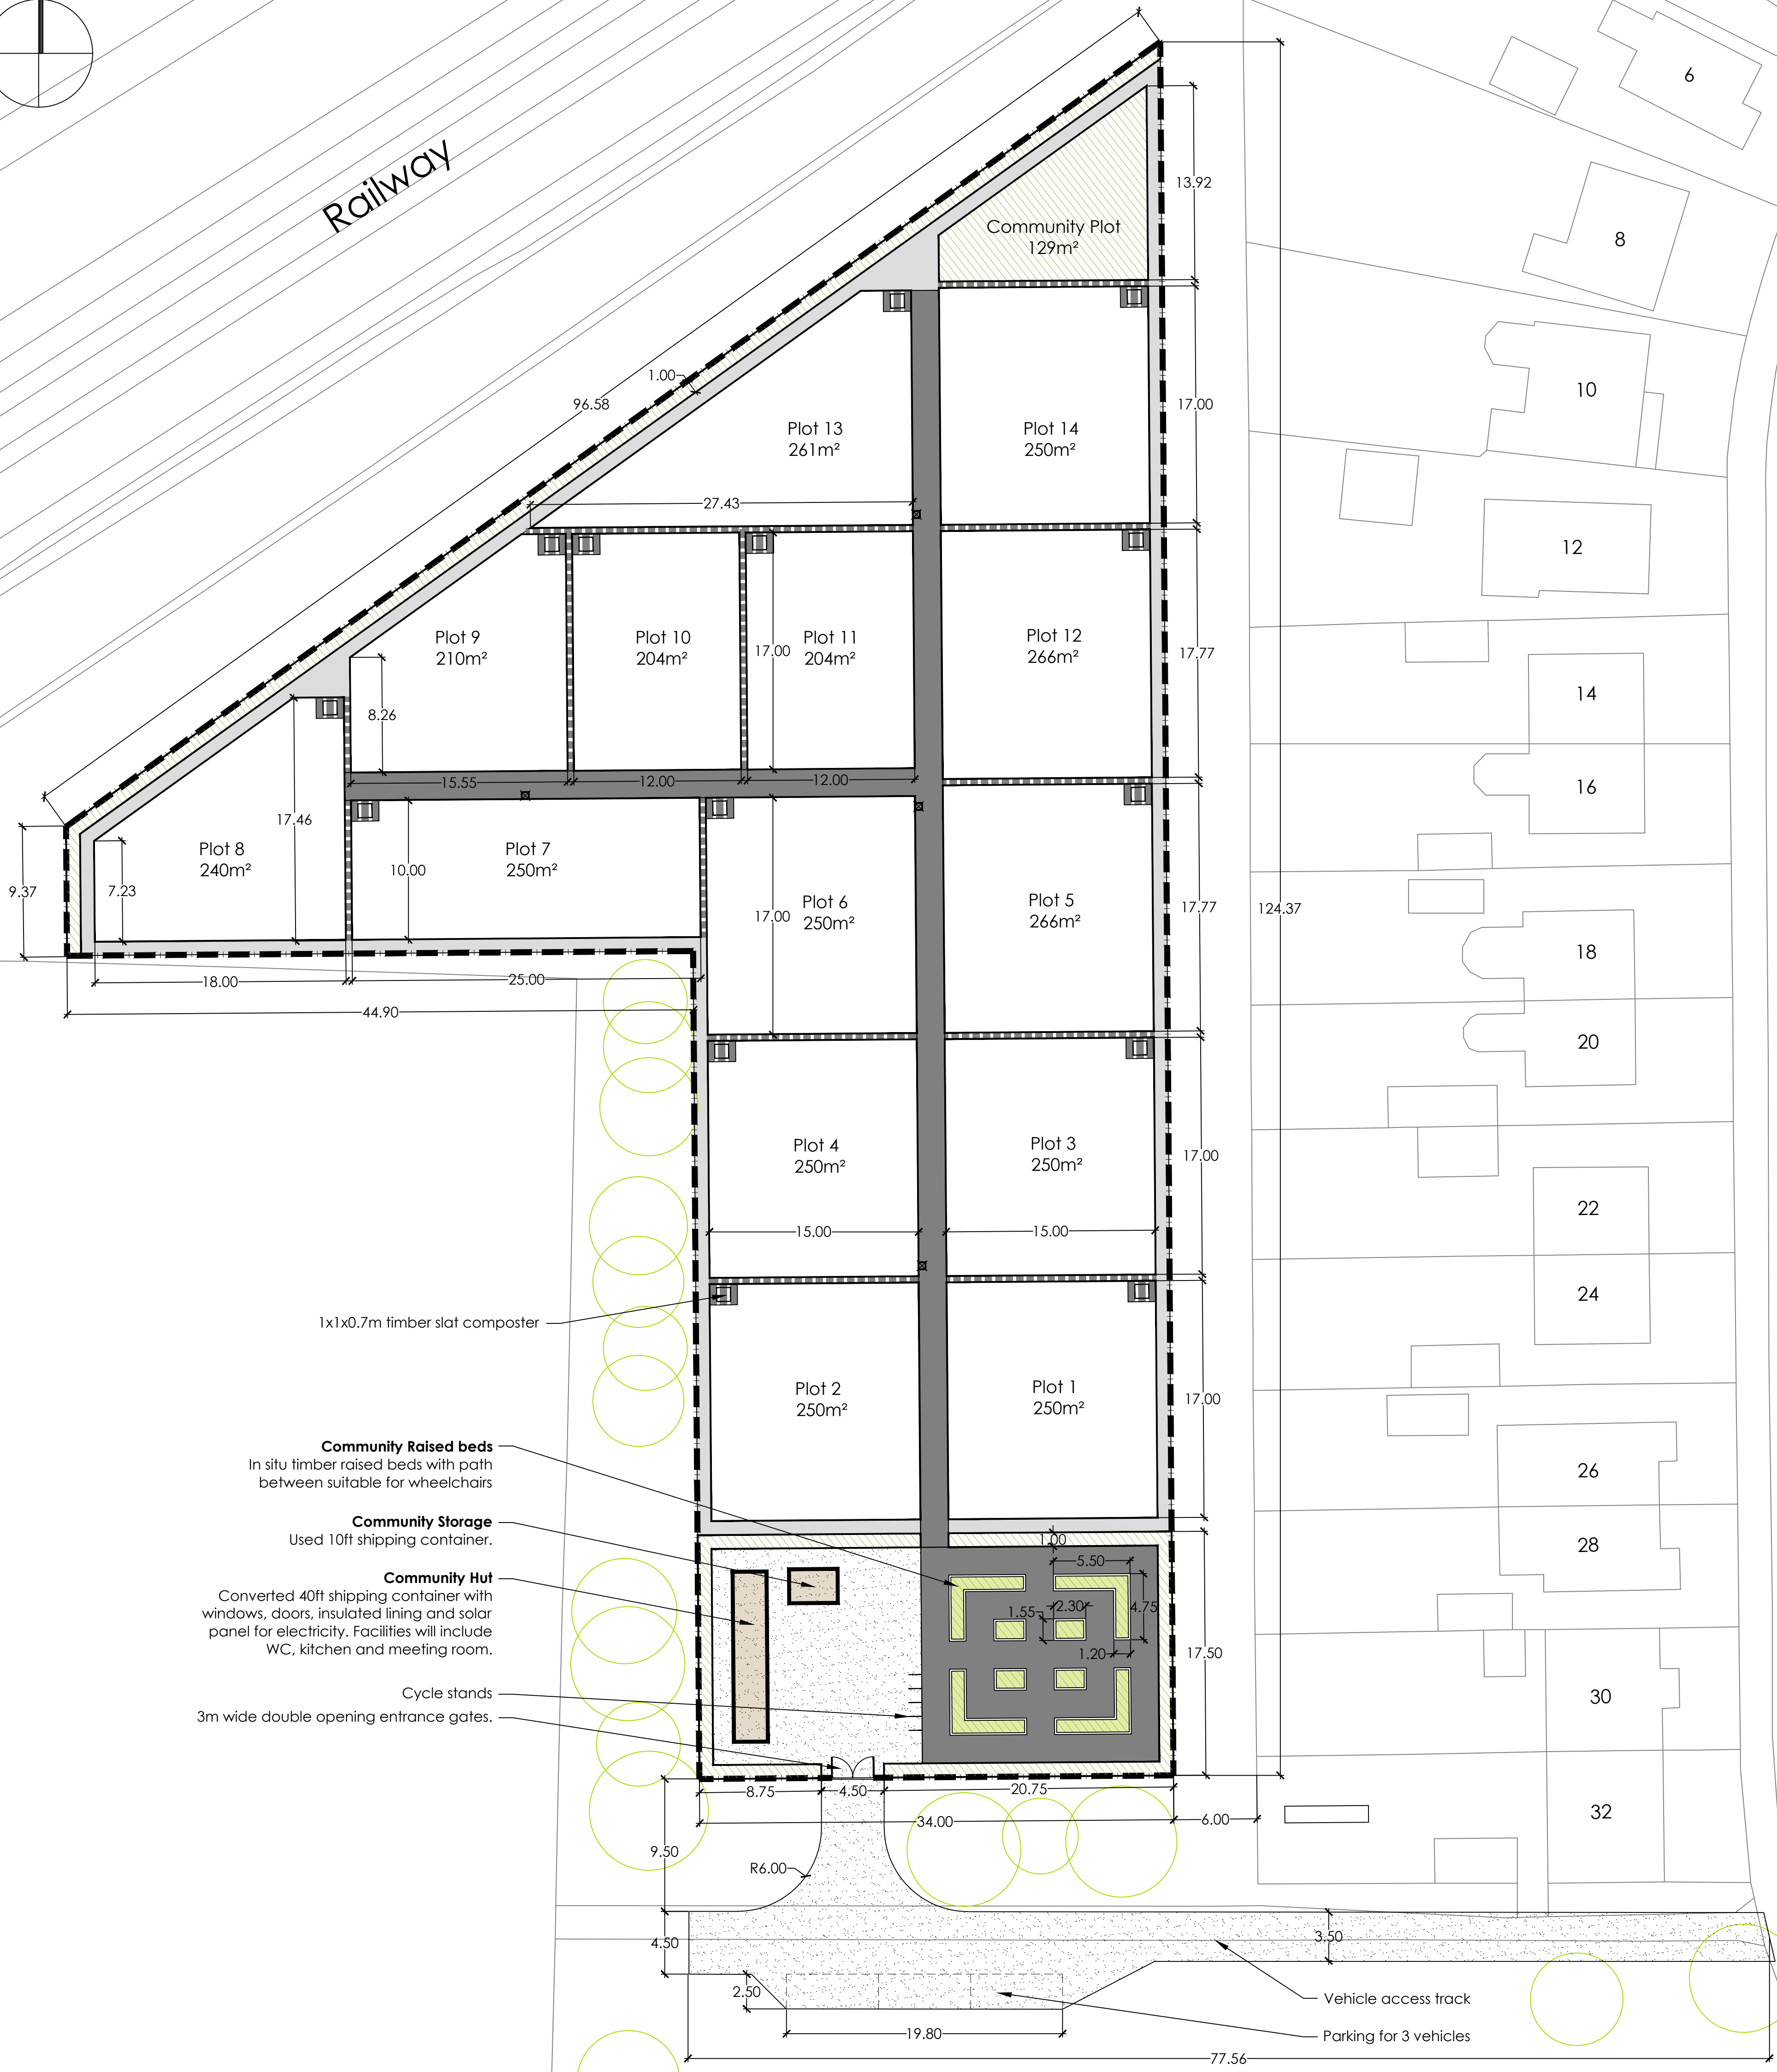 6
Railway
8
13.92
Community Plot
129m²
10
1.00
96.58
17.00
Plot 13
261m²
Plot 14
250m²
27.43
12
Plot 9
210m²
Plot 10
204m²
Plot 11
204m²
17.00
Plot 12
266m²
17.77
14
8.26
16
15.55
12.00
12.00
17.46
Plot 8
240m²
Plot 7
250m²
10.00
7.23
9.37
Plot 6
250m²
17.00
Plot 5
266m²
17.77
124.37
18
18.00
25.00
44.90
20
Plot 4
250m²
Plot 3
250m²
17.00
22
15.00
15.00
24
1x1x0.7m timber slat composter
Plot 2
250m²
Plot 1
250m²
17.00
Community Raised beds
In situ timber raised beds with path
between suitable for wheelchairs
26
Community Storage
Used 10ft shipping container.
1.00
28
5.50
Community Hut
Converted 40ft shipping container with
windows, doors, insulated lining and solar
panel for electricity. Facilities will include
WC, kitchen and meeting room.
2.30
4.75
1.55
1.20
17.50
Cycle stands
3m wide double opening entrance gates.
30
8.75
4.50
20.75
34.00
6.00
32
9.50
R6.00
4.50
3.50
2.50
Vehicle access track
19.80
Parking for 3 vehicles
77.56